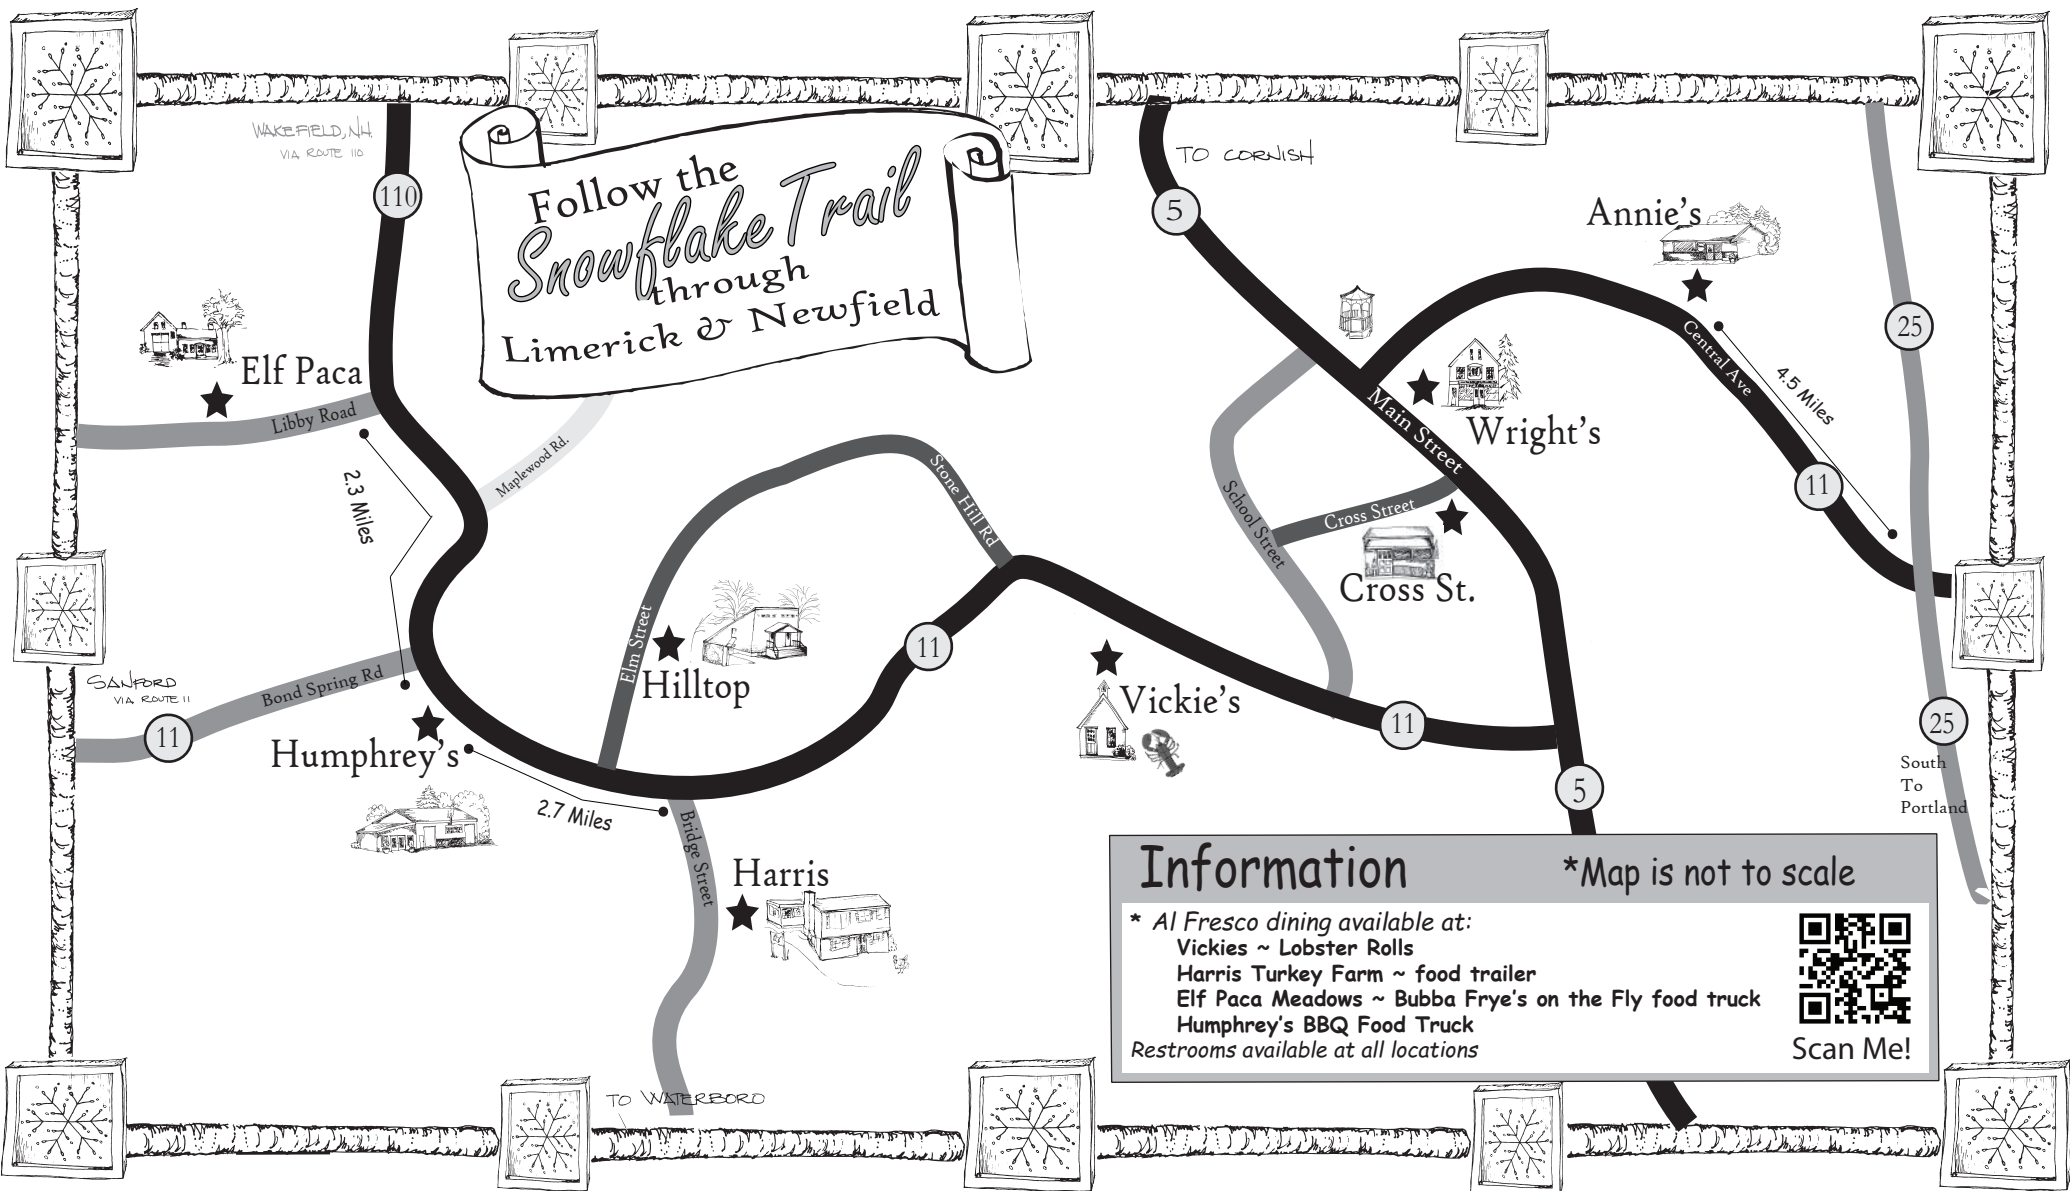 Follow the
Snowflake Trail
through
Limerick & Newfield
WAKEFIELD, NH
VIA ROUTE 110
110
Elf Paca
Libby Road
2.3 Miles
Maplewood Rd.
SANFORD
VIA ROUTE 11
11
Bond Spring Rd
Humphrey's
2.7 Miles
Elm Street
Hilltop
Stone Hill Rd
11
Bridge Street
Harris
TO WATERBORO
TO CORNISH
5
Annie's
25
Central Ave
4.5 Miles
11
Main Street
Wright's
School Street
Cross Street
Cross St.
Vickie's
11
5
25
South
To
Portland
Information
*Map is not to scale
* Al Fresco dining available at:
Vickies ~ Lobster Rolls
Harris Turkey Farm ~ food trailer
Elf Paca Meadows ~ Bubba Frye's on the Fly food truck
Humphrey's BBQ Food Truck
Restrooms available at all locations
Scan Me!